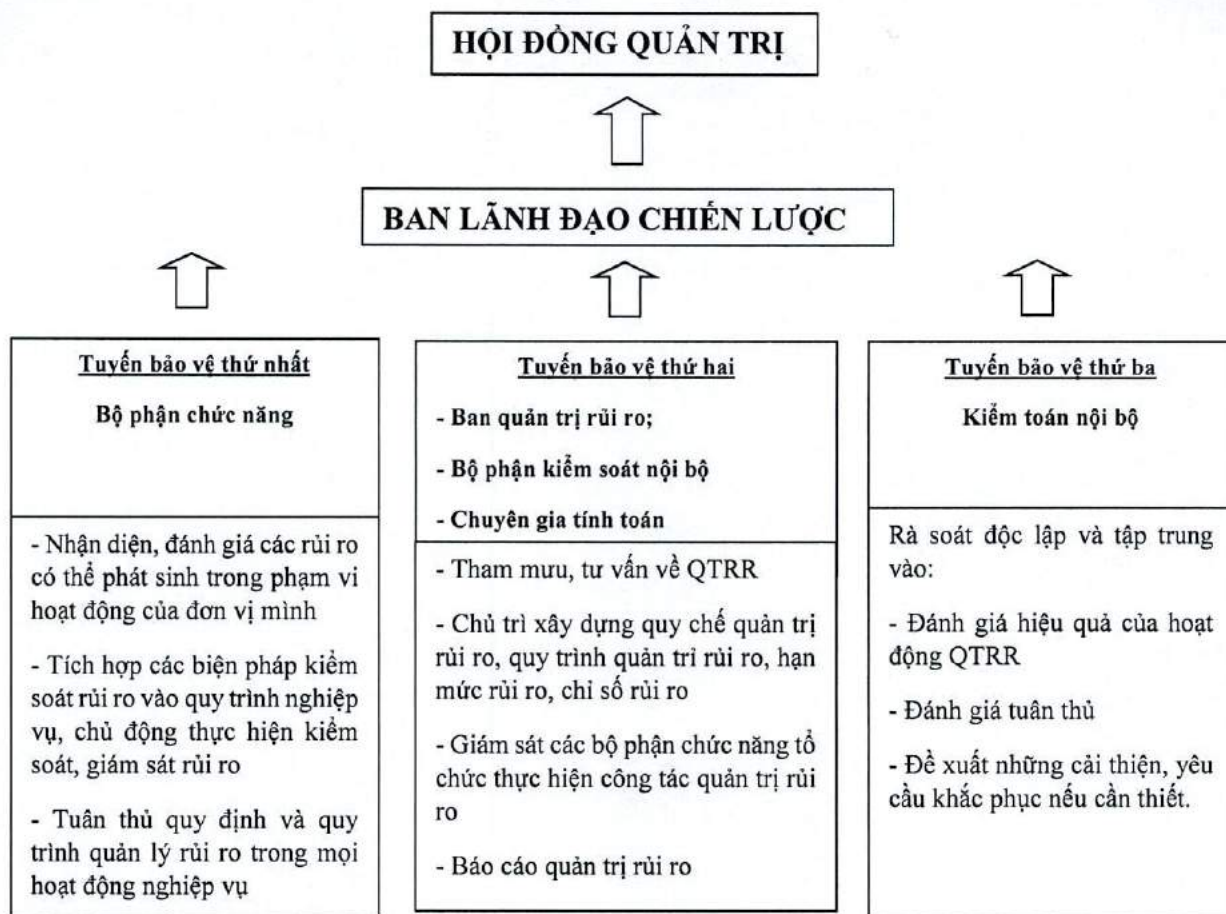 HỘI ĐỒNG QUẢN TRỊ
BAN LÃNH ĐẠO CHIẾN LƯỢC
Tuyến bảo vệ thứ nhất
Bộ phận chức năng
- Nhận diện, đánh giá các rủi ro
có thể phát sinh trong phạm vi
hoạt động của đơn vị mình
- Tích hợp các biện pháp kiểm
soát rủi ro vào quy trình nghiệp
vụ, chủ động thực hiện kiểm
soát, giám sát rủi ro
- Tuân thủ quy định và quy
trình quản lý rủi ro trong mọi
hoạt động nghiệp vụ
Tuyến bảo vệ thứ hai
- Ban quản trị rủi ro;
- Bộ phận kiểm soát nội bộ
- Chuyên gia tính toán
- Tham mưu, tư vấn về QTRR
- Chủ trì xây dựng quy chế quản trị
rủi ro, quy trình quản trỉ rủi ro, hạn
mức rủi ro, chỉ số rủi ro
- Giám sát các bộ phận chức năng tổ
chức thực hiện công tác quản trị rủi
ro
- Báo cáo quản trị rủi ro
Tuyến bảo vệ thứ ba
Kiểm toán nội bộ
Rà soát độc lập và tập trung
vào:
- Đánh giá hiệu quả của hoạt
động QTRR
- Đánh giá tuân thủ
- Đề xuất những cải thiện, yêu
cầu khắc phục nếu cần thiết.